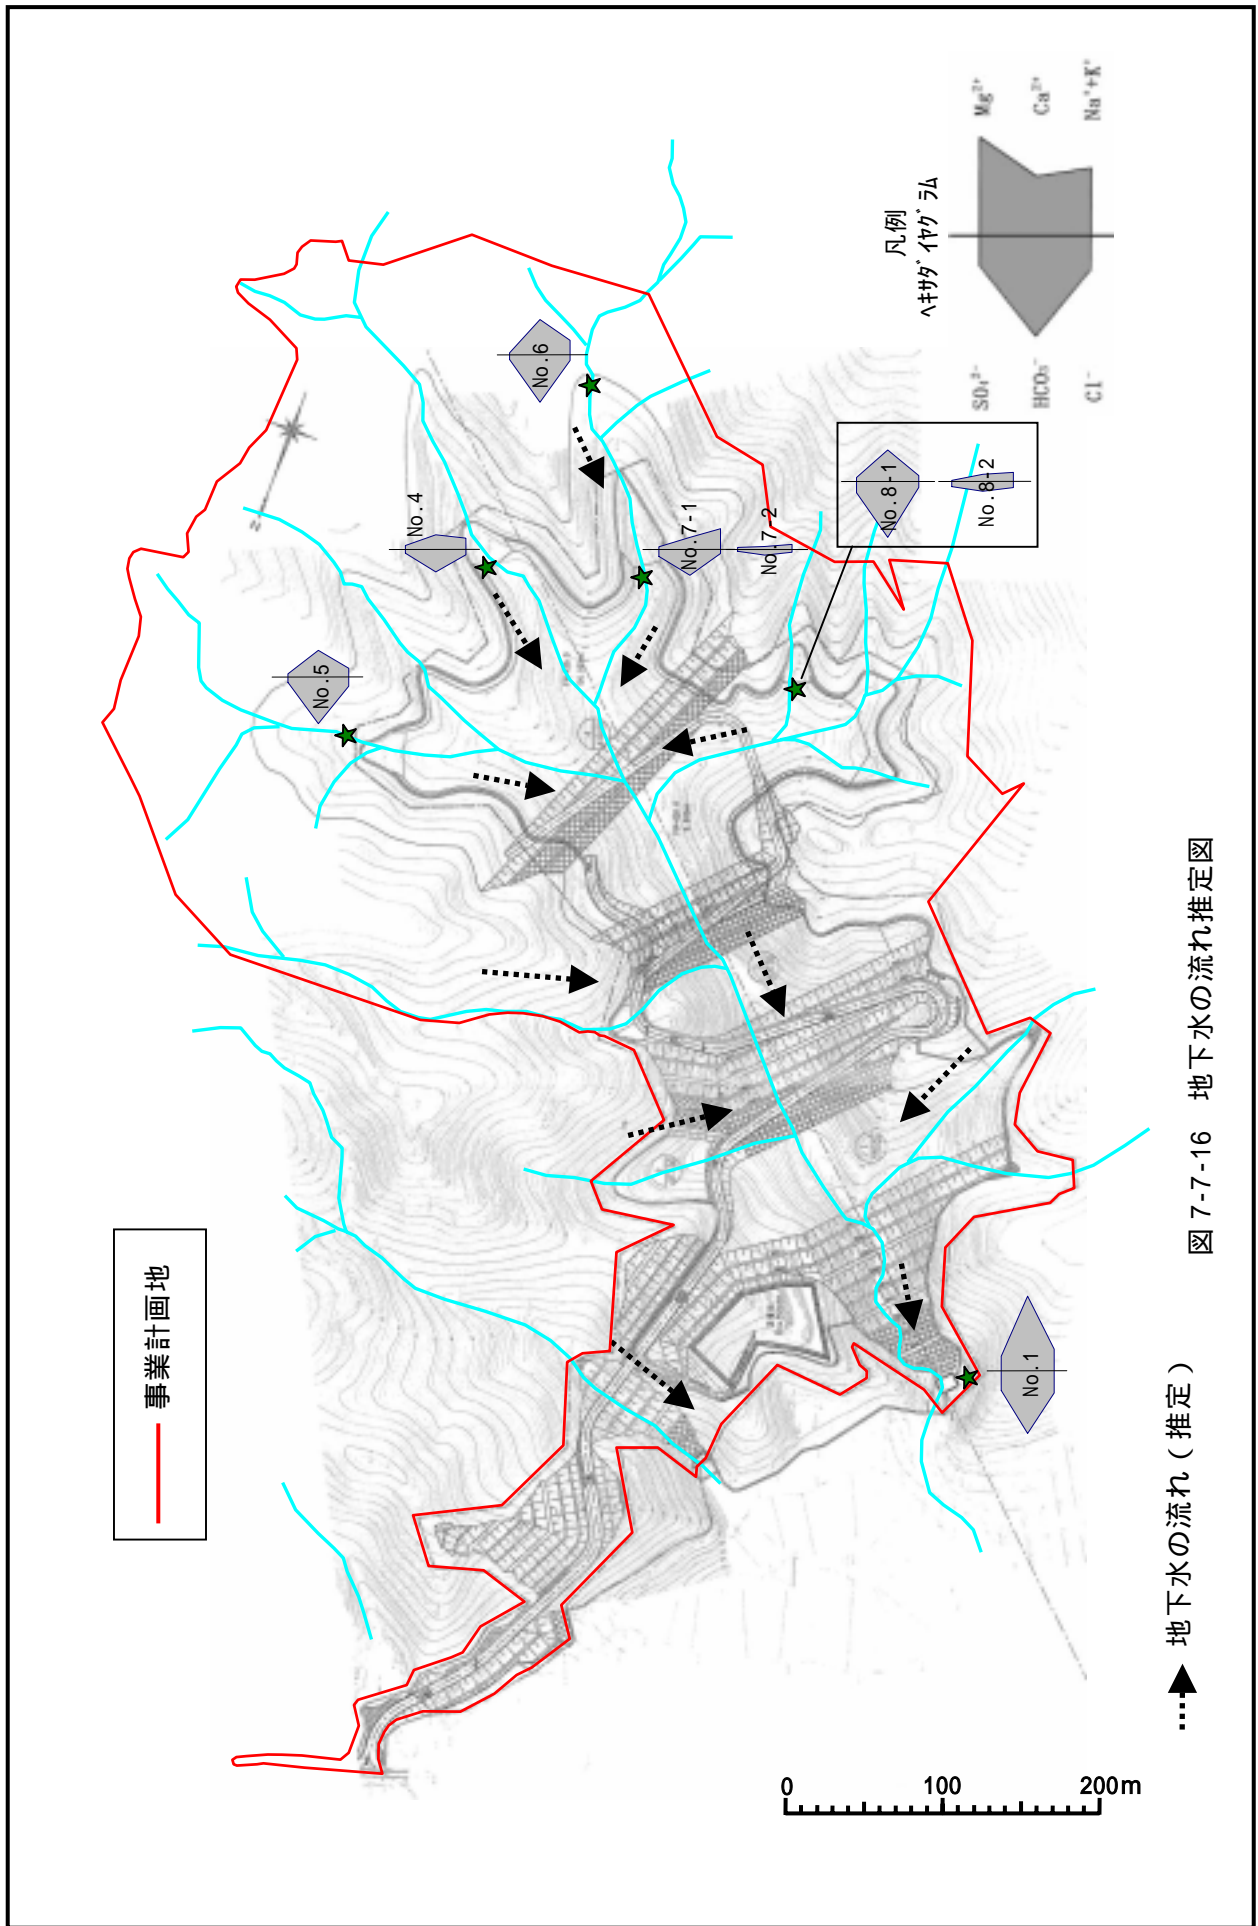 事業計画地
No.5
No.4
No.6
No.7-1
No.7-2
No.8-1
No.8-2
No.1
凡例
ﾍｷｻﾀﾞｲﾔｸﾞﾗﾑ
SO₄²⁻
Mg²⁺
HCO₃⁻
Ca²⁺
Cl⁻
Na⁺+K⁺
0 100 200m
地下水の流れ(推定)
図 7-7-16 地下水の流れ推定図